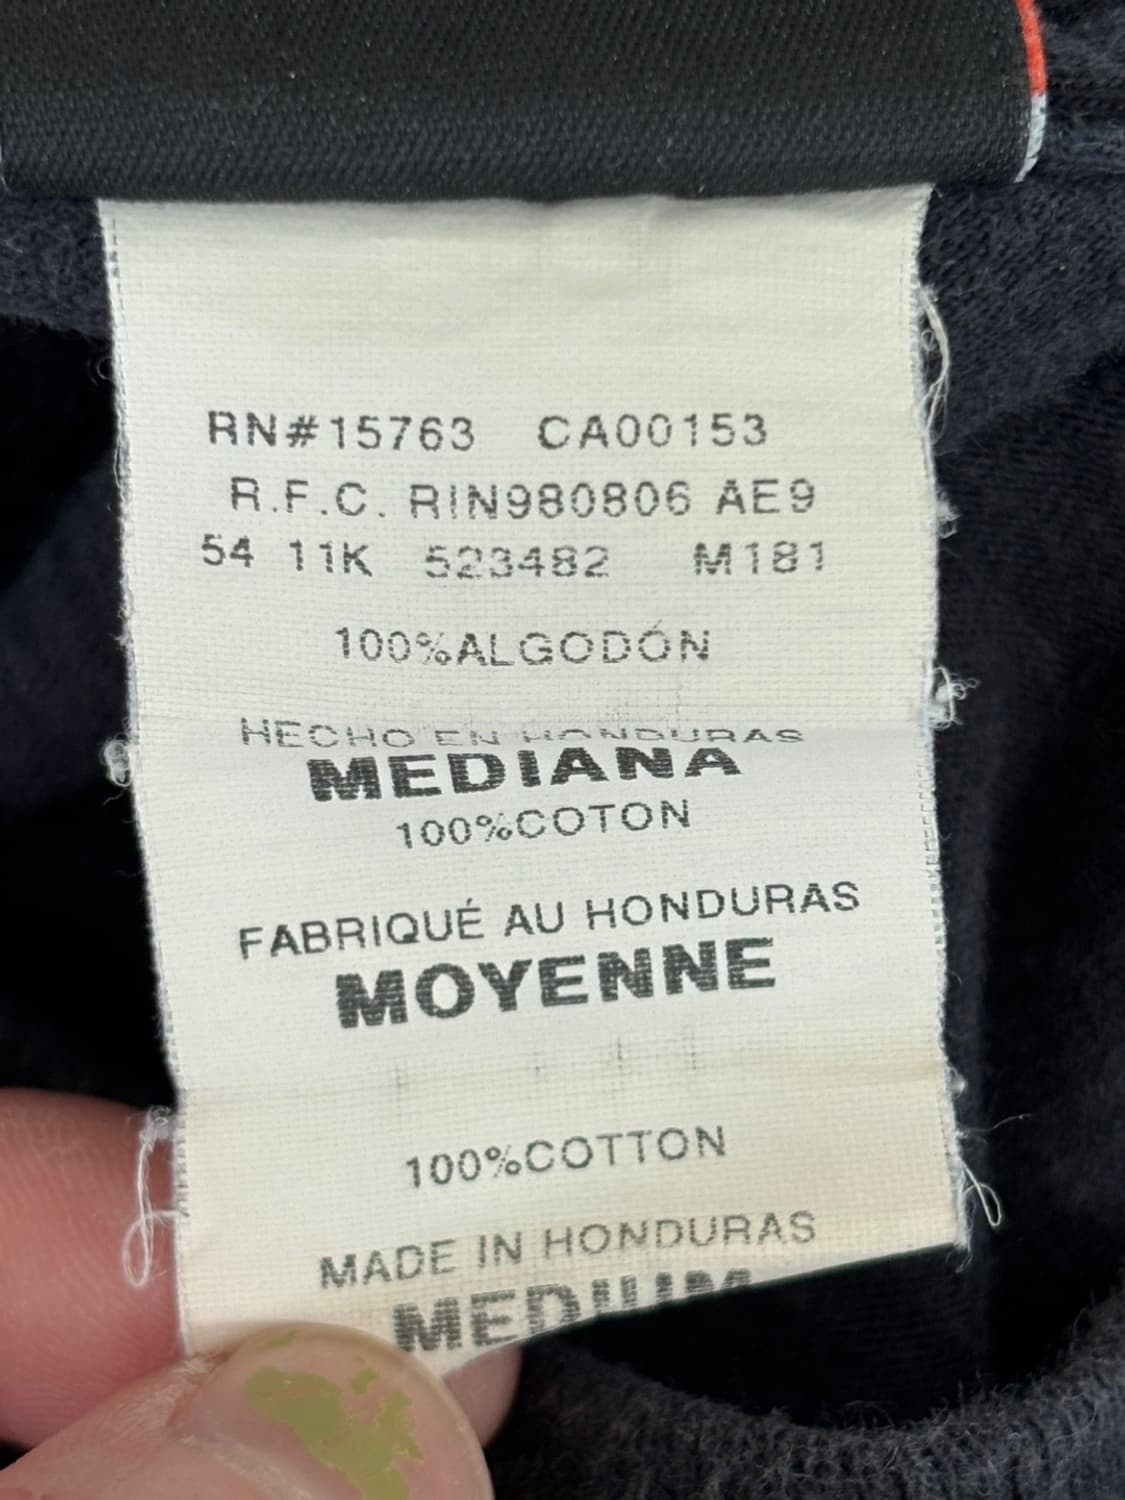 RN#15763 CA00153
R.F.C. RIN980806 AE9
54 11K 523482 M181
100%ALGODÓN
HECHO EN HONDURAS
MEDIANA
100%COTON
FABRIQUÉ AU HONDURAS
MOYENNE
100%COTTON
MADE IN HONDURAS
MEDIUM